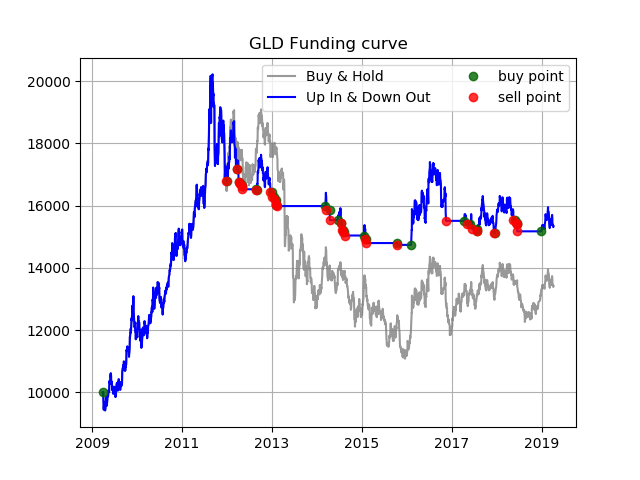 GLD Funding curve
Buy & Hold
Up In & Down Out
buy point
sell point
20000
18000
16000
14000
12000
10000
2009
2011
2013
2015
2017
2019